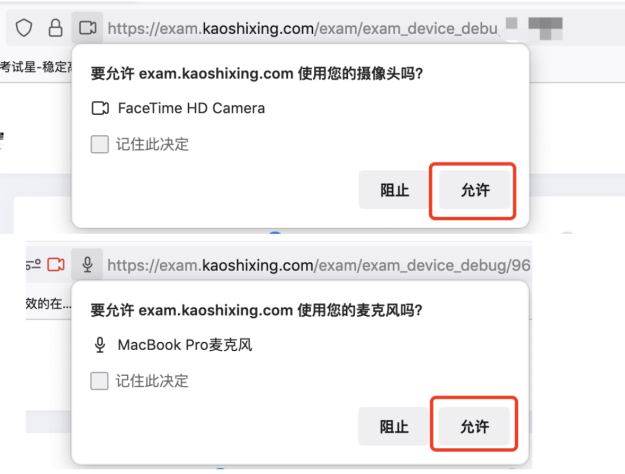 https://exam.kaoshixing.com/exam/exam_device_debu
考试星-稳定高
要允许 exam.kaoshixing.com 使用您的摄像头吗?
FaceTime HD Camera
记住此决定
阻止
允许
https://exam.kaoshixing.com/exam/exam_device_debug/96
效的在...
要允许 exam.kaoshixing.com 使用您的麦克风吗?
MacBook Pro麦克风
记住此决定
阻止
允许